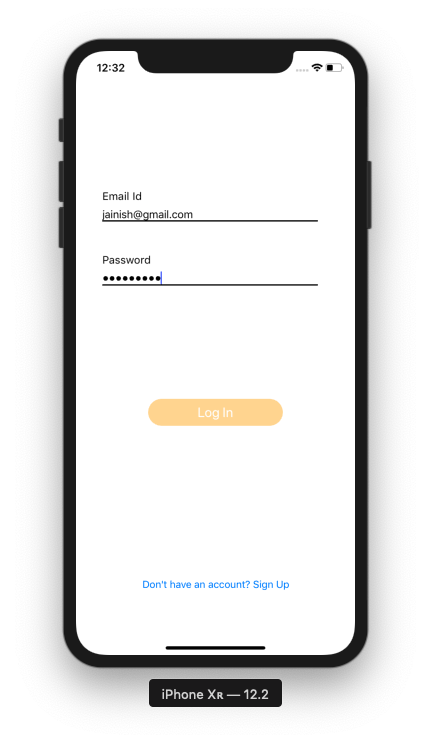 12:32
Email Id
jainish@gmail.com
Password
•••••••••
Log In
Don't have an account? Sign Up
iPhone Xʀ — 12.2